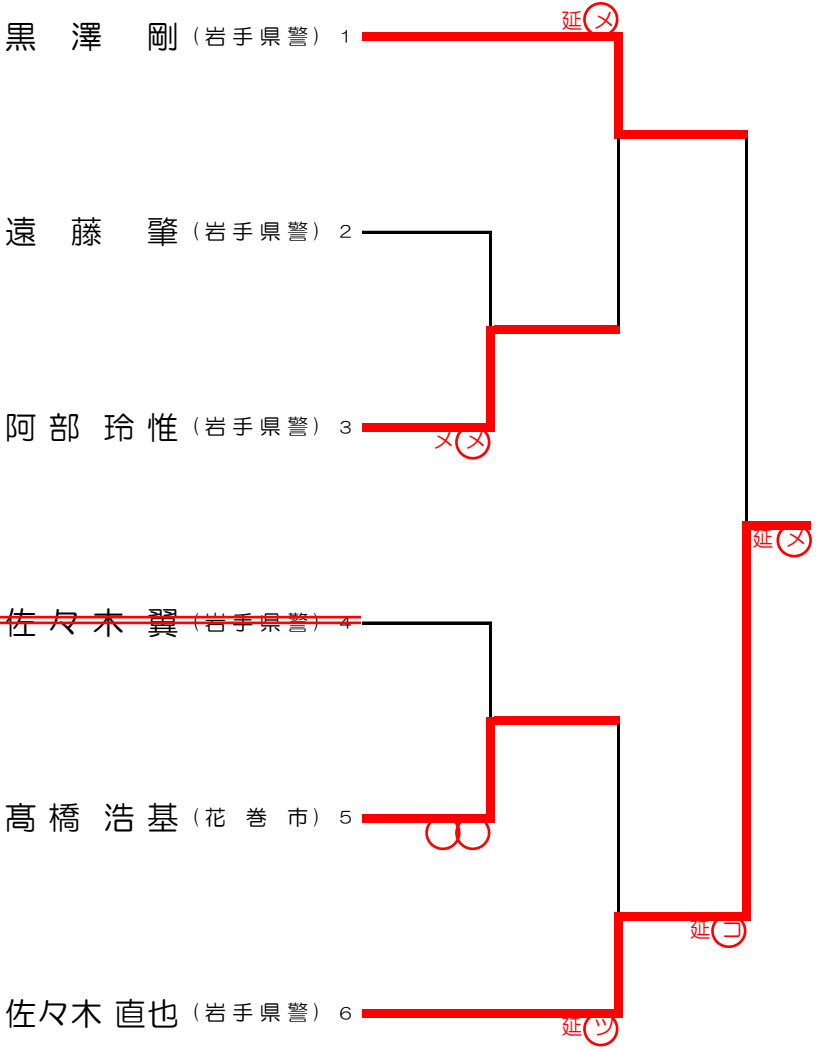 延メ
黒澤剛(岩手県警) 1
遠藤肇(岩手県警) 2
阿部玲惟(岩手県警) 3
メメ
延メ
佐々木翼(岩手県警) 4
髙橋浩基(花巻市) 5
延コ
佐々木直也(岩手県警) 6
延ツ